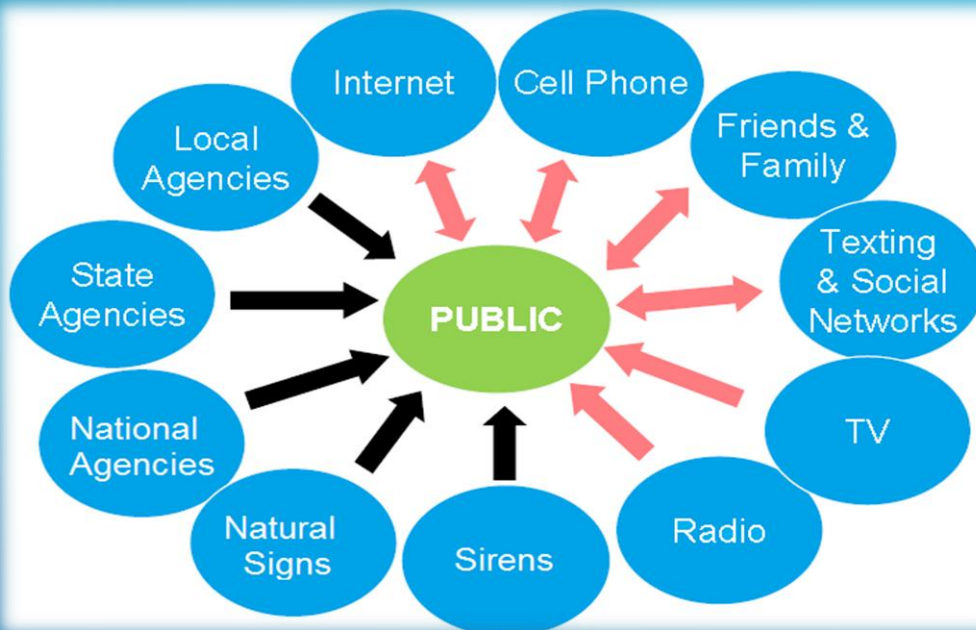 Internet
Cell Phone
Friends &
Family
Texting
& Social
Networks
TV
Radio
Sirens
Natural
Signs
National
Agencies
State
Agencies
Local
Agencies
PUBLIC